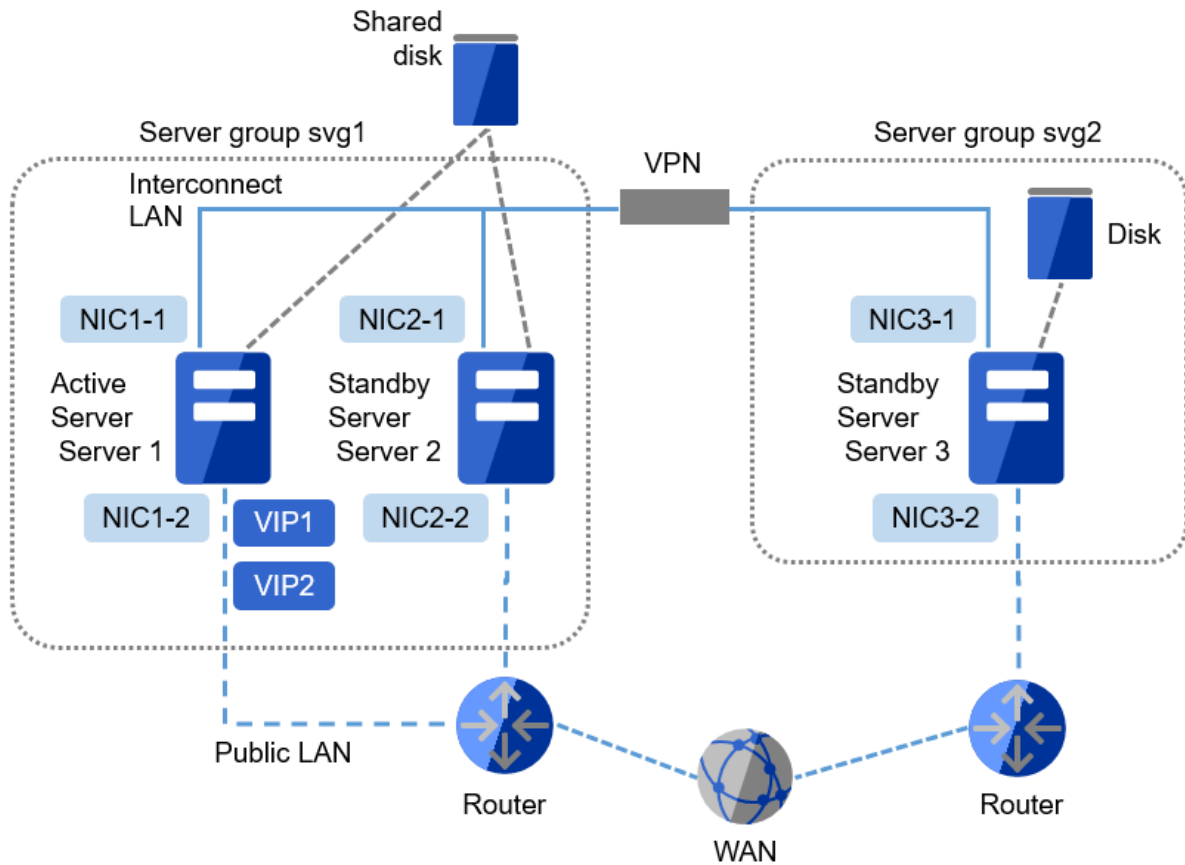 Shared
disk
Server group svg1
Server group svg2
VPN
Interconnect
LAN
Disk
NIC1-1
NIC2-1
NIC3-1
Active
Server
Server 1
Standby
Server
Server 2
Standby
Server
Server 3
NIC1-2
VIP1
NIC2-2
NIC3-2
VIP2
Public LAN
Router
Router
WAN